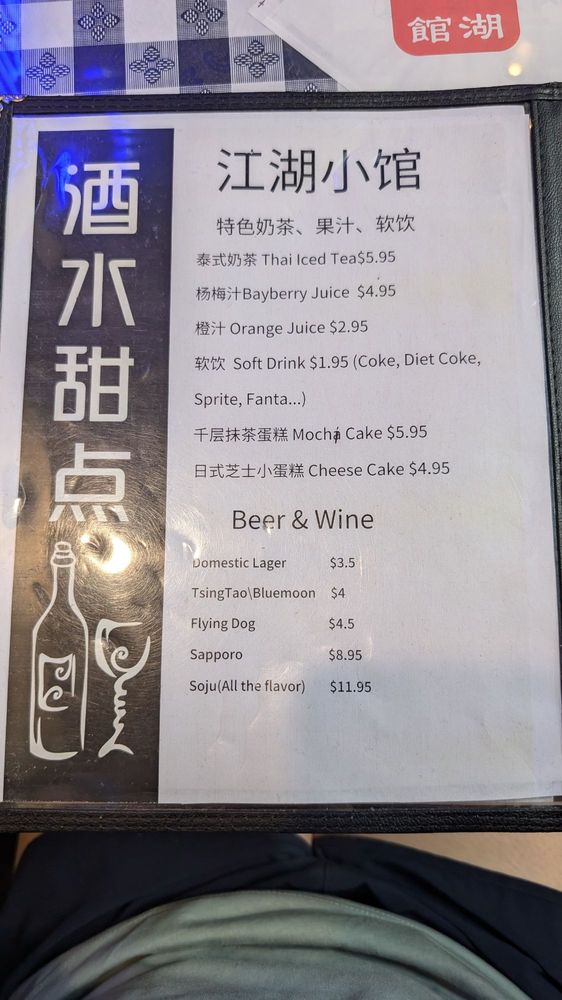 館湖
酒水甜点
江湖小馆
特色奶茶、果汁、软饮
泰式奶茶 Thai Iced Tea$5.95
杨梅汁Bayberry Juice $4.95
橙汁 Orange Juice $2.95
软饮 Soft Drink $1.95 (Coke, Diet Coke,
Sprite, Fanta...)
千层抹茶蛋糕 Mocha Cake $5.95
日式芝士小蛋糕 Cheese Cake $4.95
Beer & Wine
Domestic Lager $3.5
TsingTao\Bluemoon $4
Flying Dog $4.5
Sapporo $8.95
Soju(All the flavor) $11.95